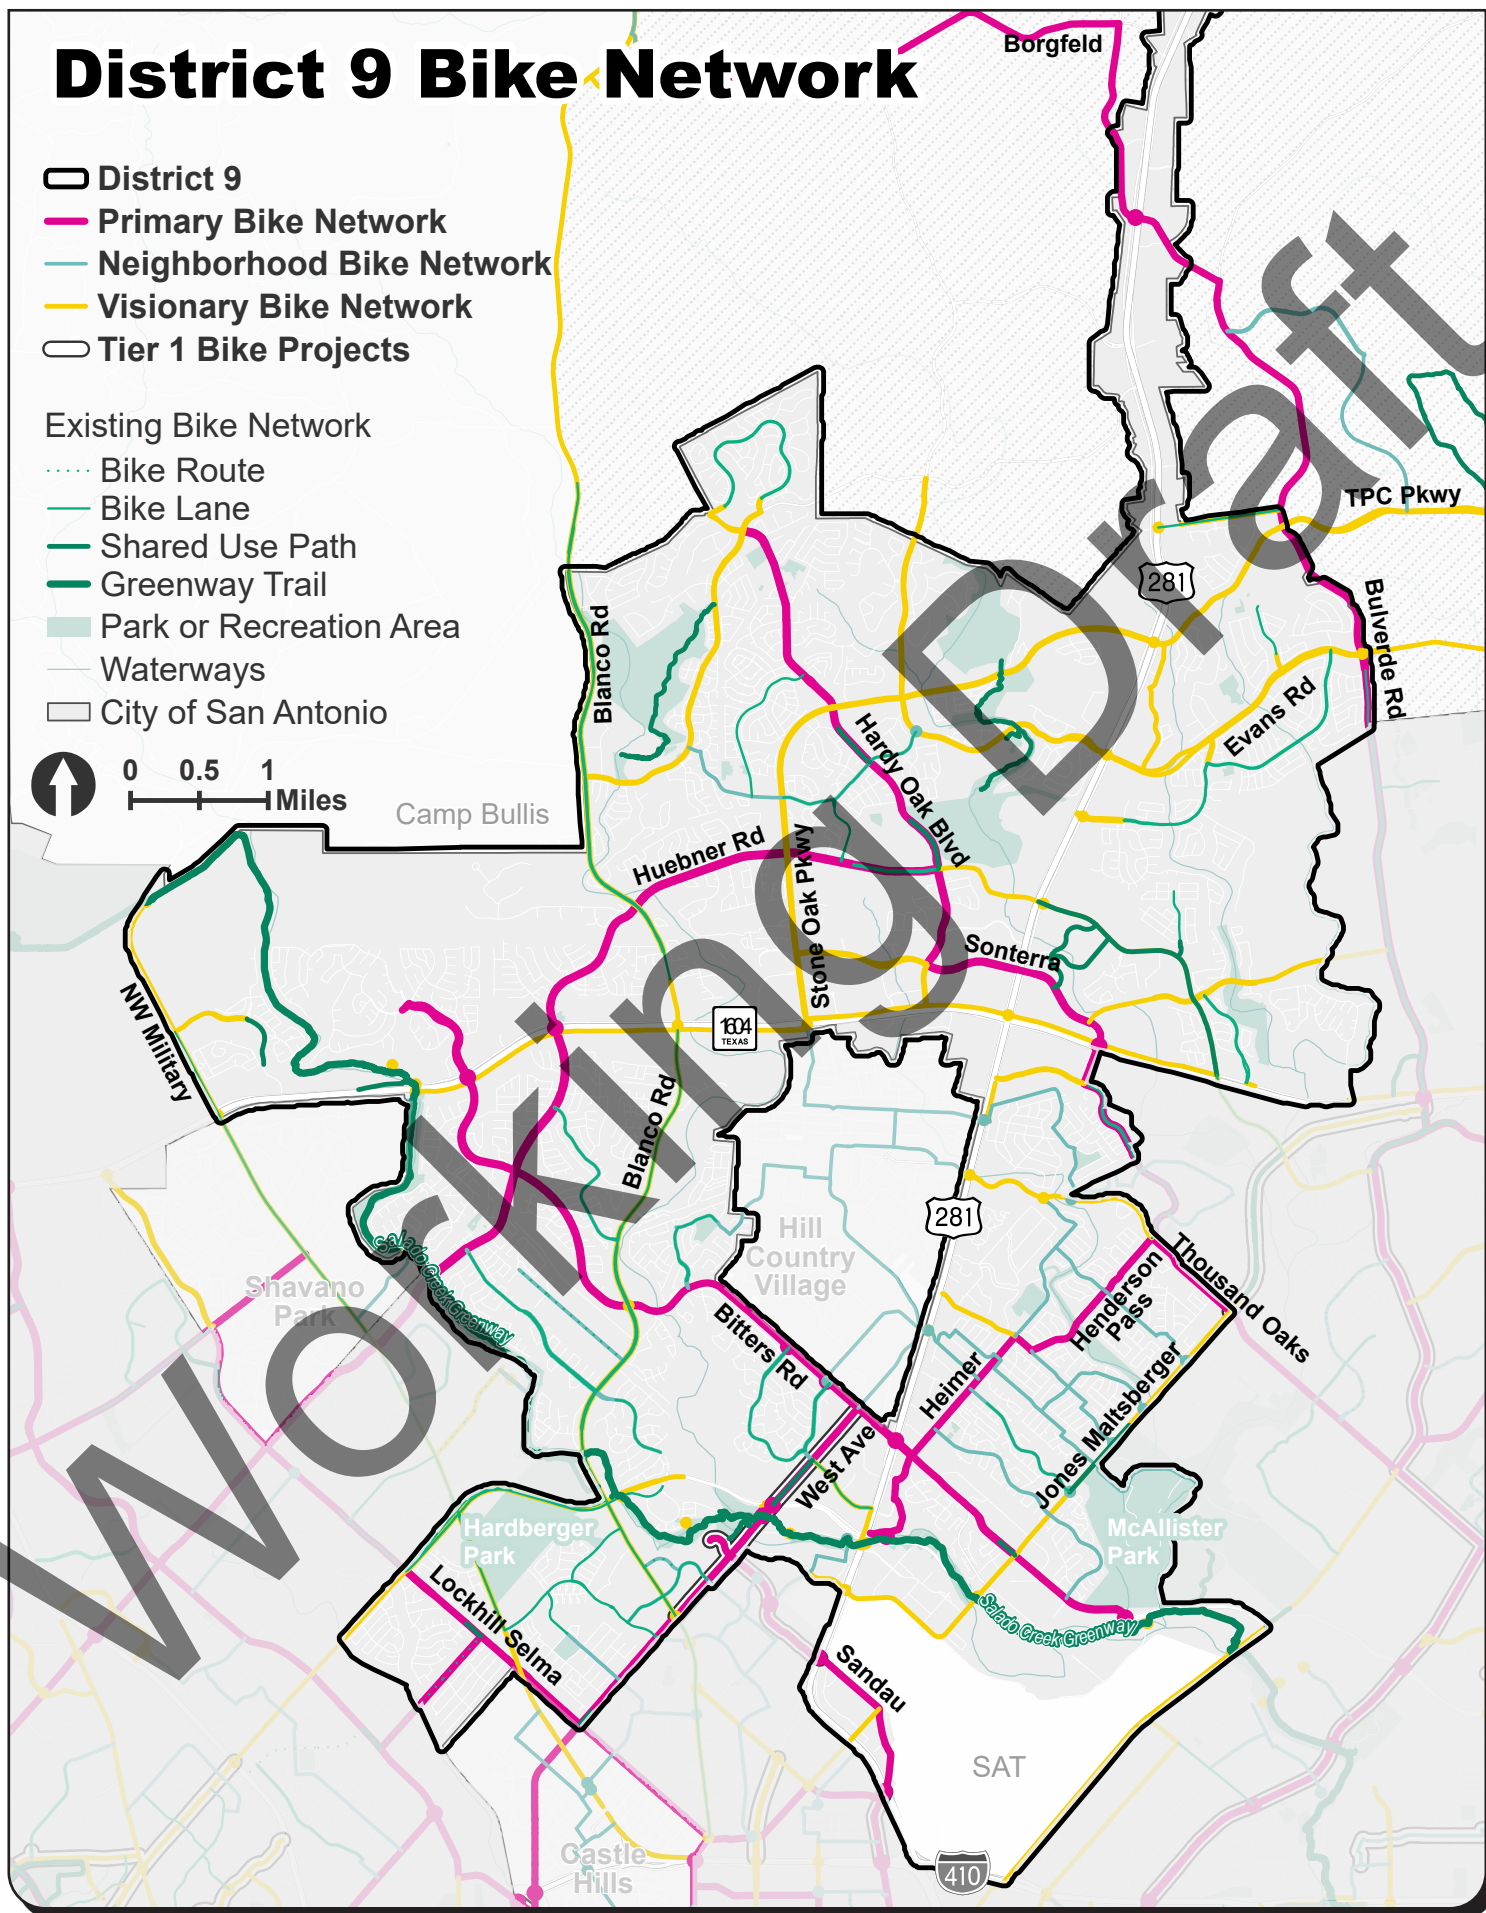 District 9 Bike Network
District 9
Primary Bike Network
Neighborhood Bike Network
Visionary Bike Network
Tier 1 Bike Projects
Existing Bike Network
Bike Route
Bike Lane
Shared Use Path
Greenway Trail
Park or Recreation Area
Waterways
City of San Antonio
0 0.5 1
Miles
Camp Bullis
Borgfeld
TPC Pkwy
281
Bulverde Rd
Blanco Rd
Evans Rd
Hardy Oak Blvd
Huebner Rd
Stone Oak Pkwy
Sonterra
NW Military
1604
TEXAS
Blanco Rd
281
Hill
Country
Village
Salado Creek Greenway
Shavano
Park
Thousand Oaks
Henderson
Pass
Bitters Rd
Heimer
Jones Maltsberger
West Ave
Hardberger
Park
McAllister
Park
Lockhill Selma
Salado Creek Greenway
Sandau
SAT
Castle
Hills
410
Working Draft